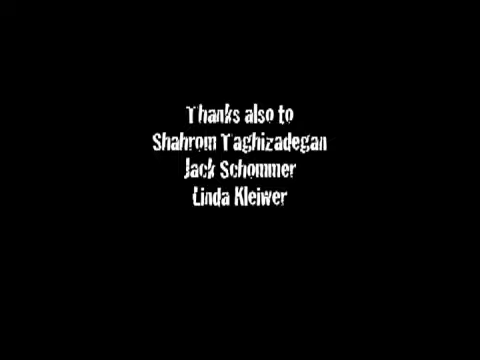 Thanks also to
Shahrom Taghizadegan
Jack Schommer
Linda Kleiwer